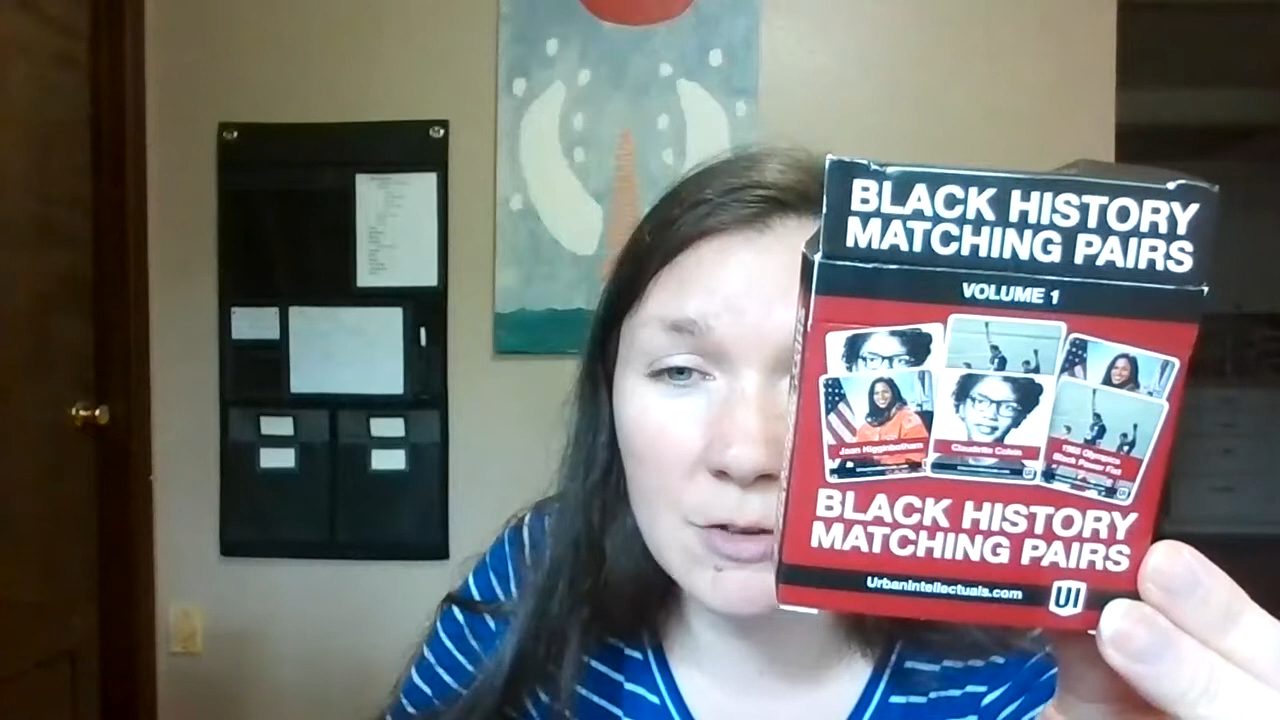 BLACK HISTORY
MATCHING PAIRS
VOLUME 1
Joan Higginbotham
Claudette Colvin
1968 Olympics
Black Power Fist
BLACK HISTORY
MATCHING PAIRS
UrbanIntellectuals.com
UI